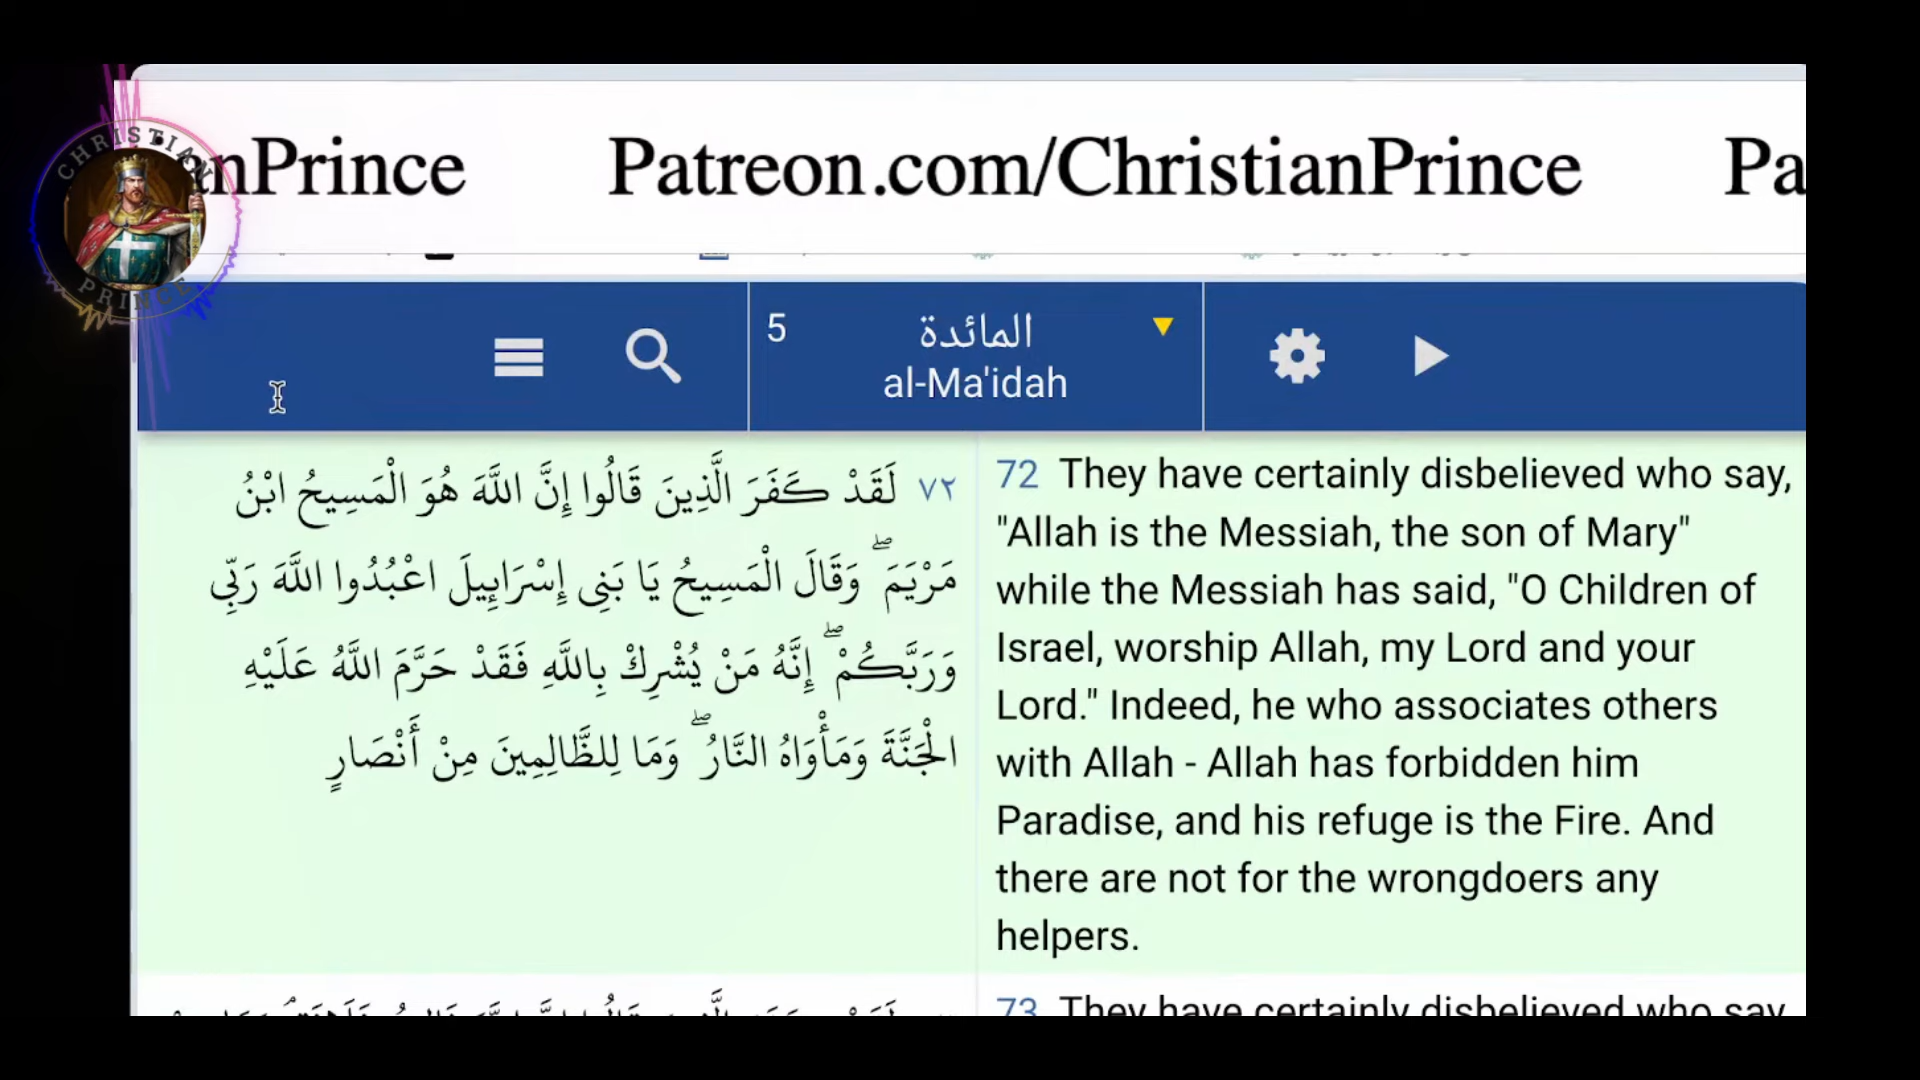 CHRISTIAN
PRINCE
anPrince Patreon.com/ChristianPrince Pa
5
المائدة
al-Ma'idah
٧٢ لَقَدْ كَفَرَ الَّذِينَ قَالُوا إِنَّ اللَّهَ هُوَ الْمَسِيحُ ابْنُ
مَرْيَمَ ۖ وَقَالَ الْمَسِيحُ يَا بَنِي إِسْرَائِيلَ اعْبُدُوا اللَّهَ رَبِّي
وَرَبَّكُمْ ۖ إِنَّهُ مَنْ يُشْرِكْ بِاللَّهِ فَقَدْ حَرَّمَ اللَّهُ عَلَيْهِ
الْجَنَّةَ وَمَأْوَاهُ النَّارُ ۖ وَمَا لِلظَّالِمِينَ مِنْ أَنْصَارٍ
72 They have certainly disbelieved who say,
"Allah is the Messiah, the son of Mary"
while the Messiah has said, "O Children of
Israel, worship Allah, my Lord and your
Lord." Indeed, he who associates others
with Allah - Allah has forbidden him
Paradise, and his refuge is the Fire. And
there are not for the wrongdoers any
helpers.
73 They have certainly disbelieved who say